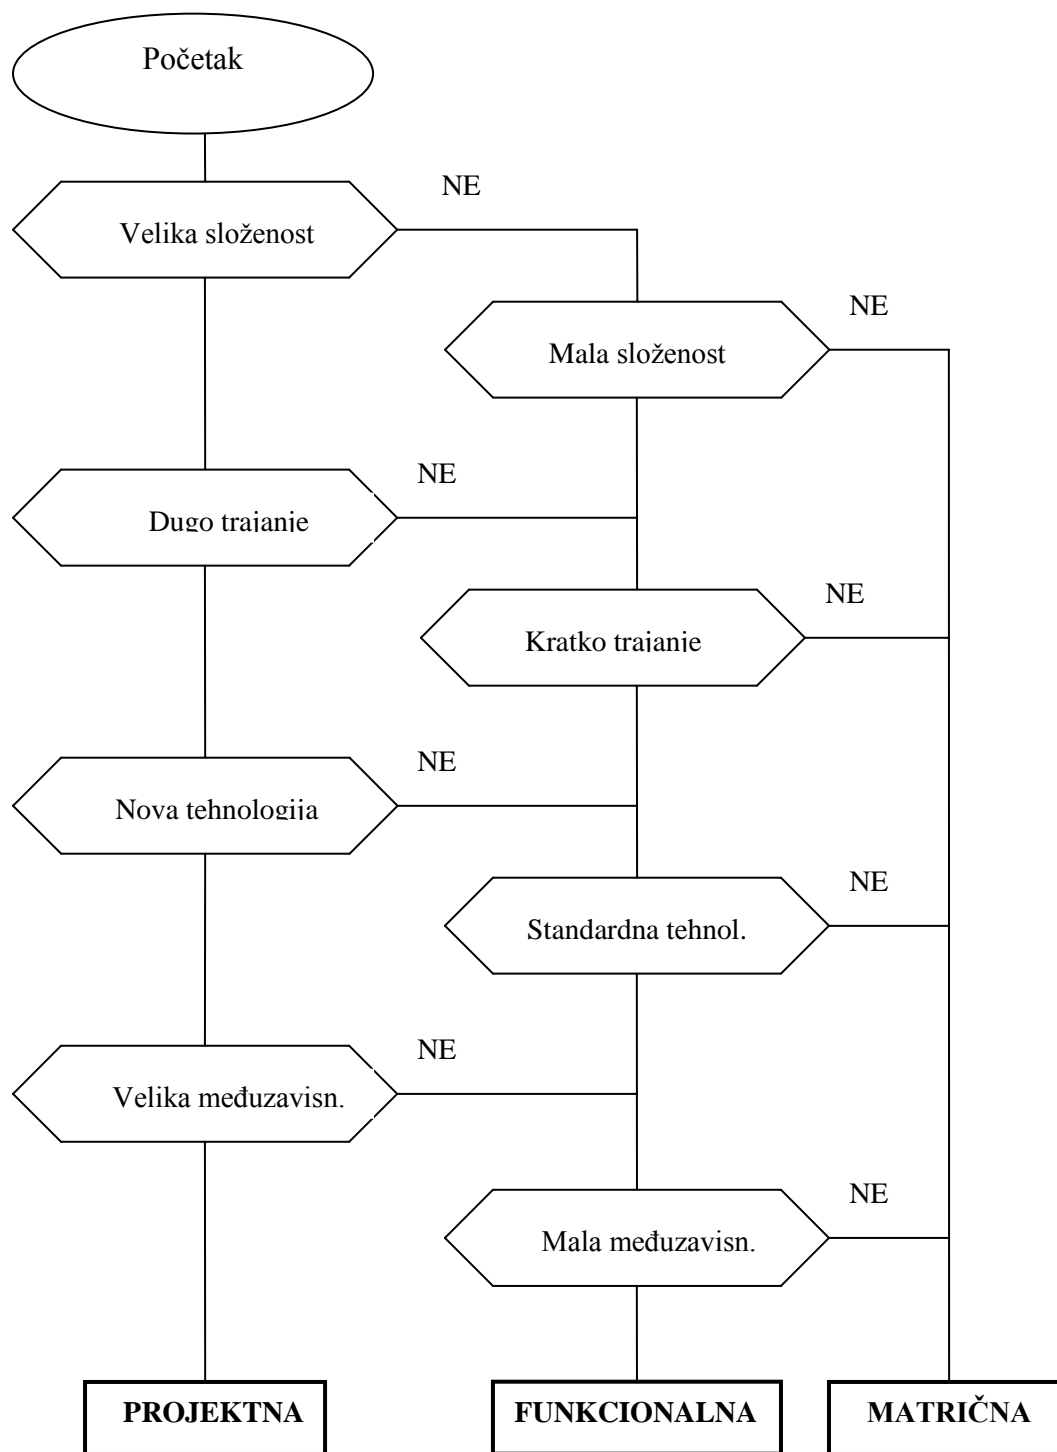 Početak
NE
Velika složenost
NE
Mala složenost
NE
Dugo trajanje
NE
Kratko trajanje
NE
Nova tehnologija
NE
Standardna tehnol.
NE
Velika međuzavisn.
NE
Mala međuzavisn.
PROJEKTNA
FUNKCIONALNA
MATRIČNA